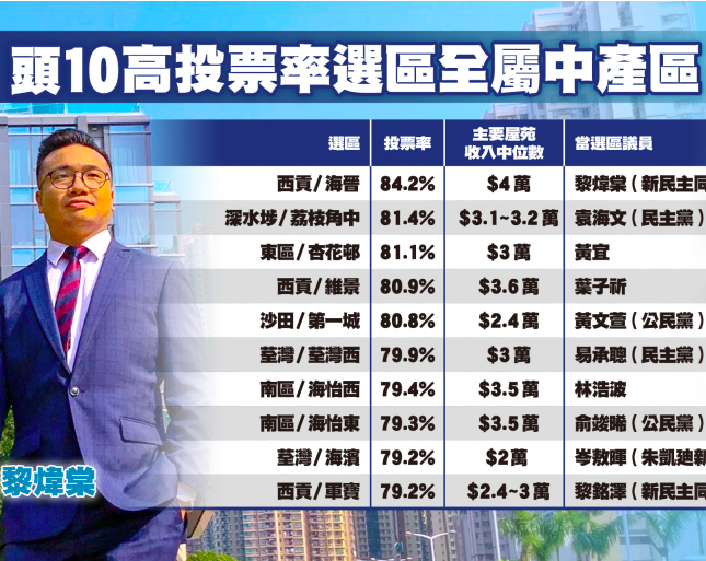 頭10高投票率選區全屬中產區
選區 投票率 主要屋苑收入中位數 當選區議員
西貢/海晉 84.2% $4萬 黎煒棠（新民主同
深水埗/荔枝角中 81.4% $3.1~3.2萬 袁海文（民主黨）
東區/杏花邨 81.1% $3萬 黃宜
西貢/維景 80.9% $3.6萬 葉子祈
沙田/第一城 80.8% $2.4萬 黃文萱（公民黨）
荃灣/荃灣西 79.9% $3萬 易承聰（民主黨）
南區/海怡西 79.4% $3.5萬 林浩波
南區/海怡東 79.3% $3.5萬 俞竣晞（公民黨）
荃灣/海濱 79.2% $2萬 岑敖暉（朱凱廸新
西貢/軍寶 79.2% $2.4~3萬 黎銘澤（新民主同
黎煒棠